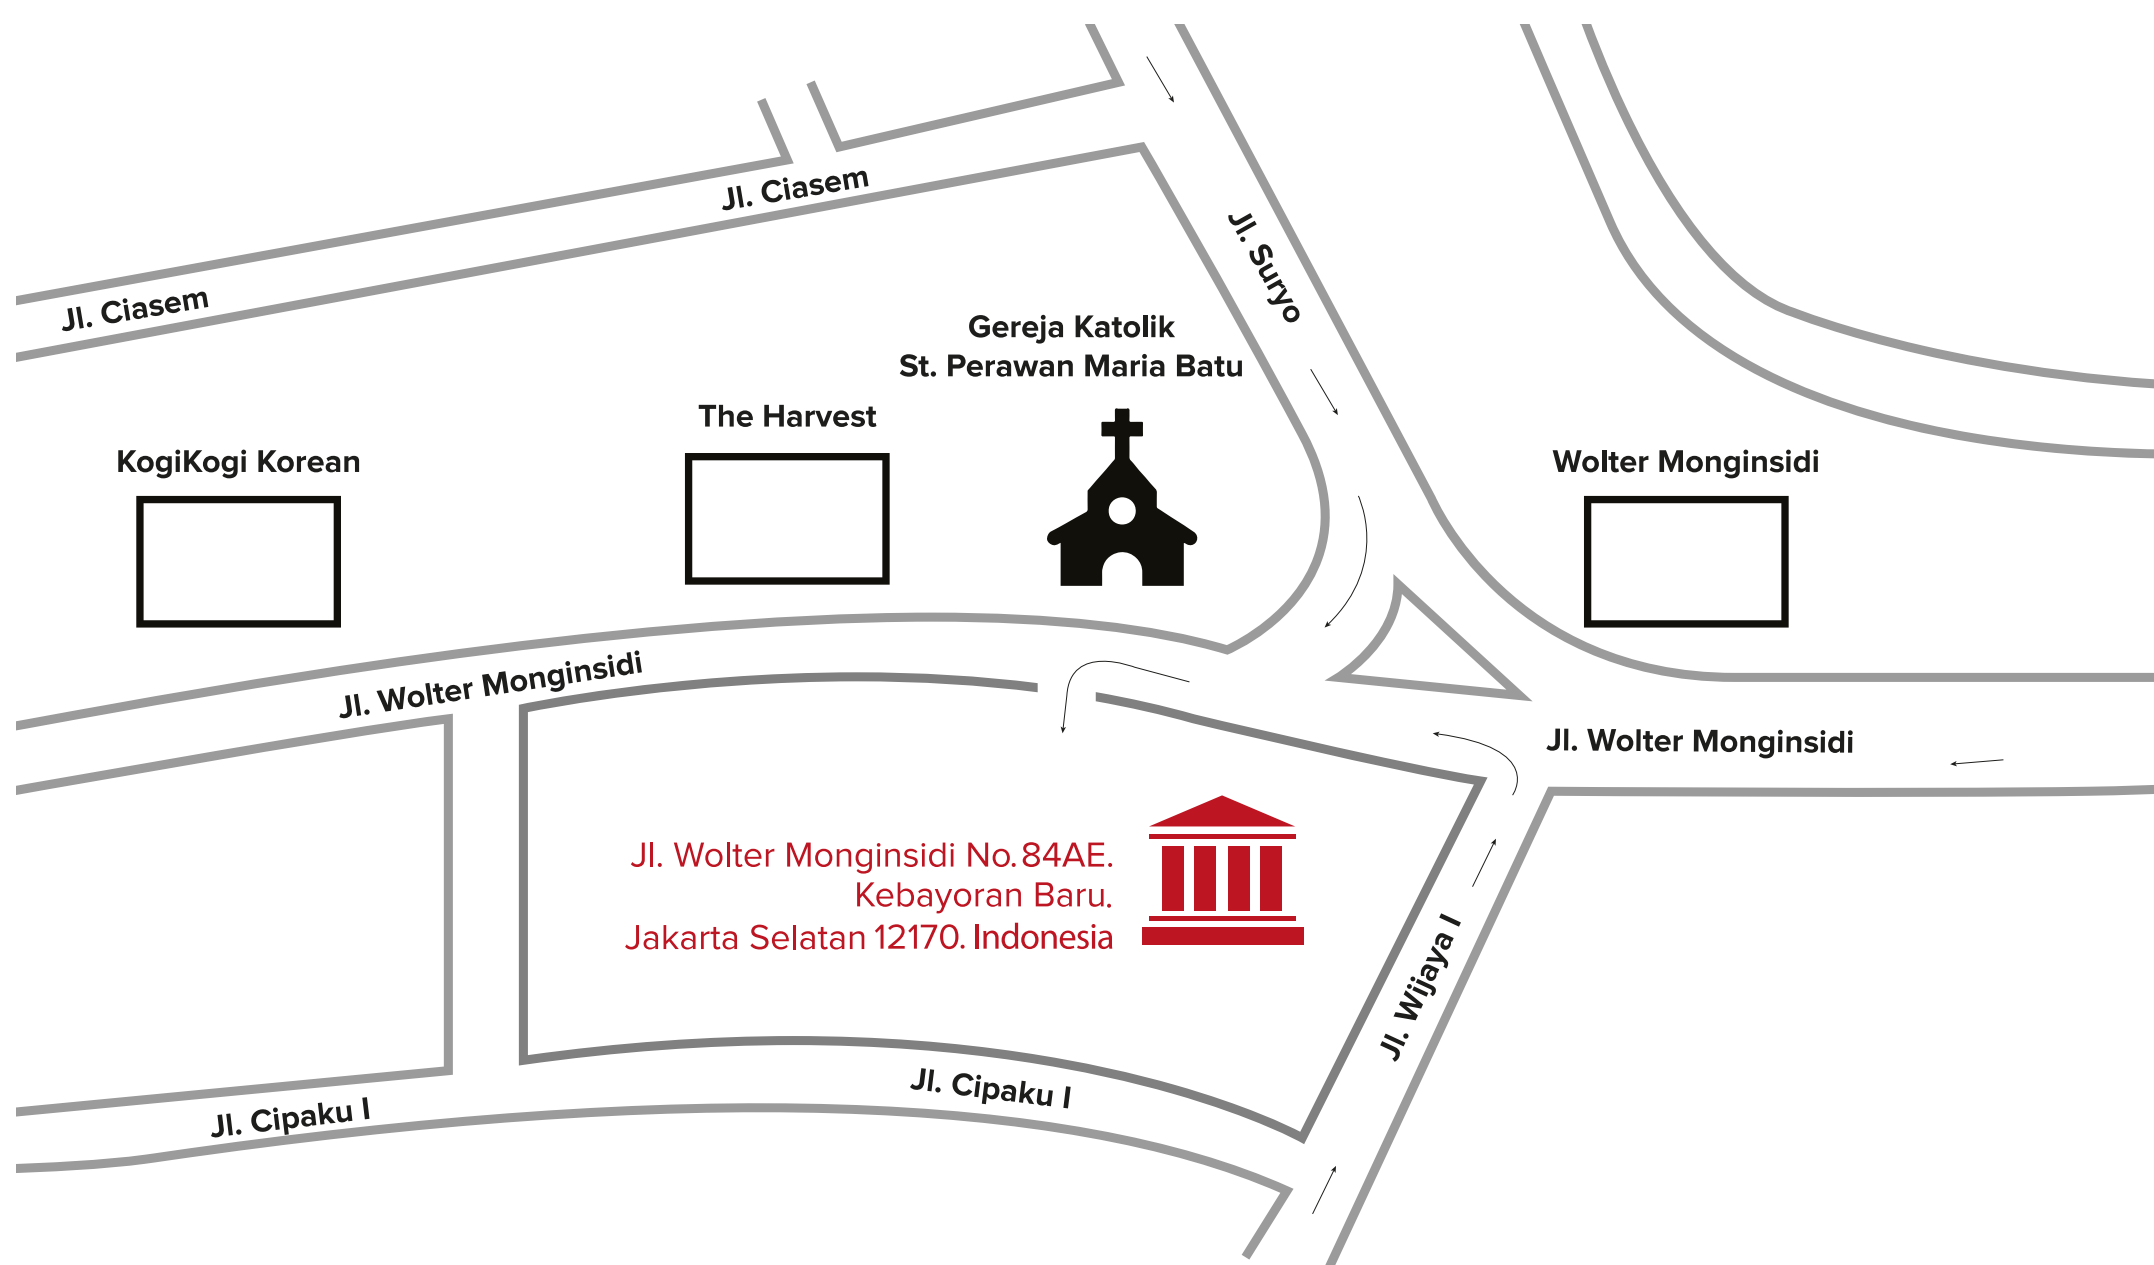 Jl. Ciasem
Jl. Ciasem
Jl. Suryo
Gereja Katolik
St. Perawan Maria Batu
The Harvest
KogiKogi Korean
Wolter Monginsidi
Jl. Wolter Monginsidi
Jl. Wolter Monginsidi
Jl. Wolter Monginsidi No.84AE.
Kebayoran Baru.
Jakarta Selatan 12170. Indonesia
Jl. Wijaya I
Jl. Cipaku I
Jl. Cipaku I